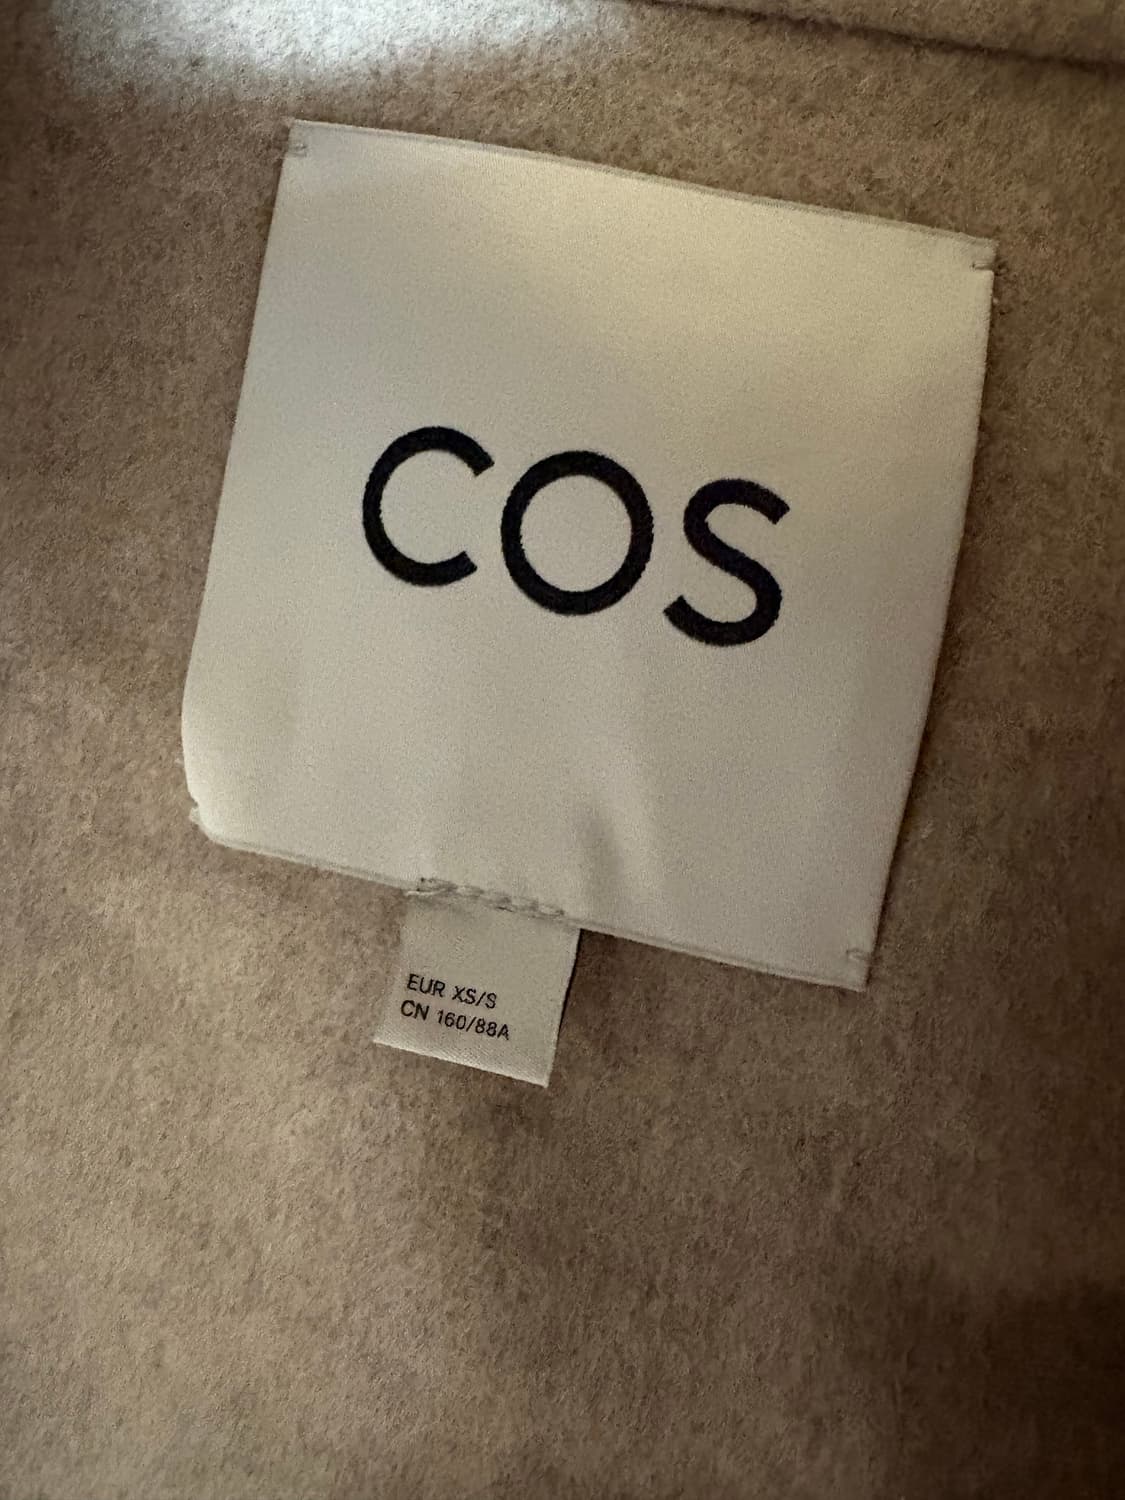 COS
EUR XS/S
CN 160/88A